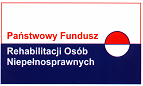 Państwowy Fundusz
Rehabilitacji Osób
Niepełnosprawnych